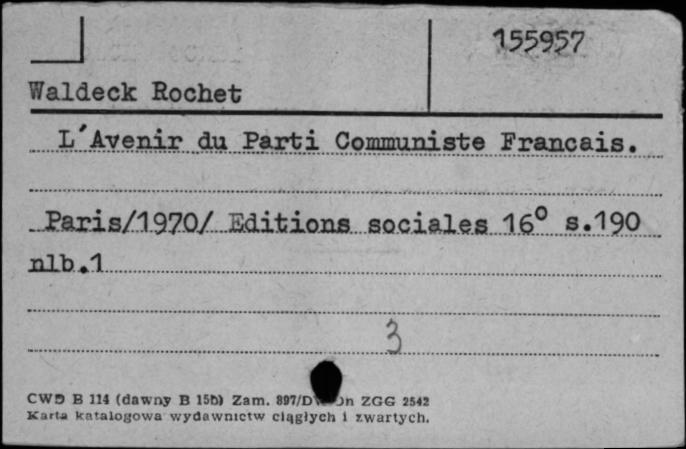 155957
Waldeck Rochet
L'Avenir du Parti Communiste Francais.
Paris/1970/ Editions sociales 16° s.190
nlb.1
3
CWD B 114 (dawny B 15b) Zam. 897/D ZGG 2542
Karta katalogowa wydawnictw ciągłych i zwartych.